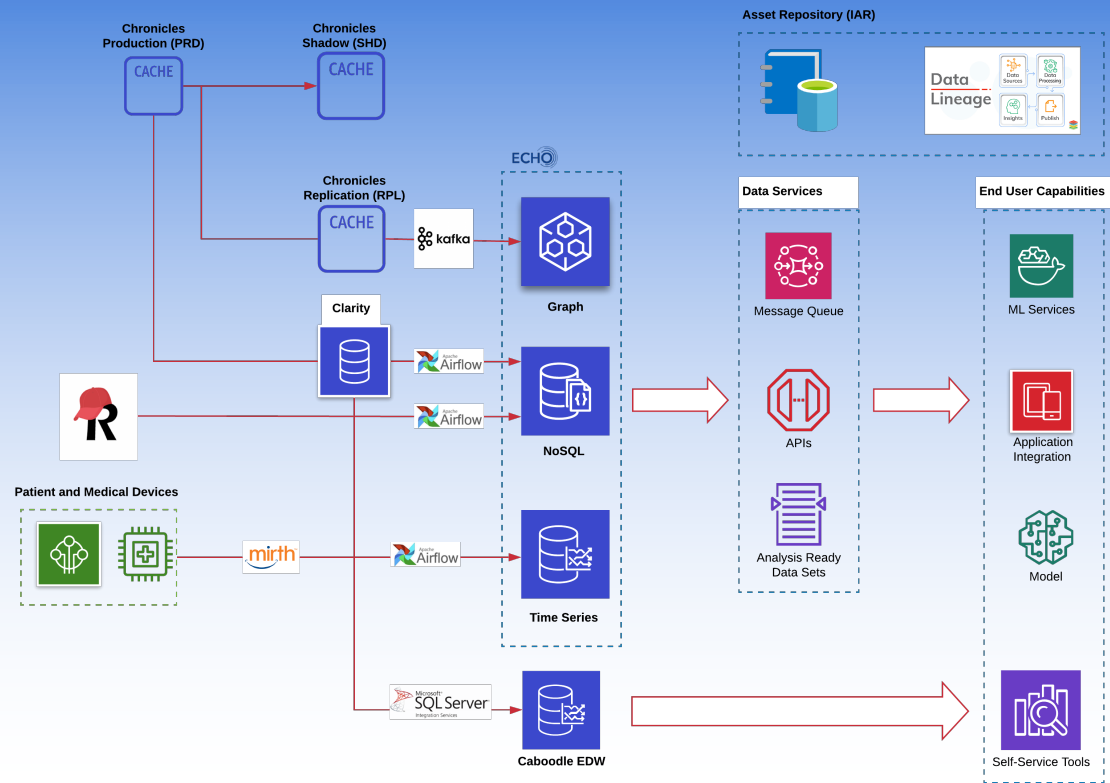 Asset Repository (IAR)
Chronicles
Production (PRD)
CACHE
Chronicles
Shadow (SHD)
CACHE
Data
Lineage
Data
Sources
Data
Processing
Insights
Publish
ECHO
Chronicles
Replication (RPL)
CACHE
kafka
Graph
Data Services
End User Capabilities
Message Queue
ML Services
Clarity
Apache
Airflow
R
Apache
Airflow
NoSQL
APIs
Application
Integration
Patient and Medical Devices
mirth
Apache
Airflow
Time Series
Analysis Ready
Data Sets
Model
Microsoft
SQL Server
Integration Services
Caboodle EDW
Self-Service Tools